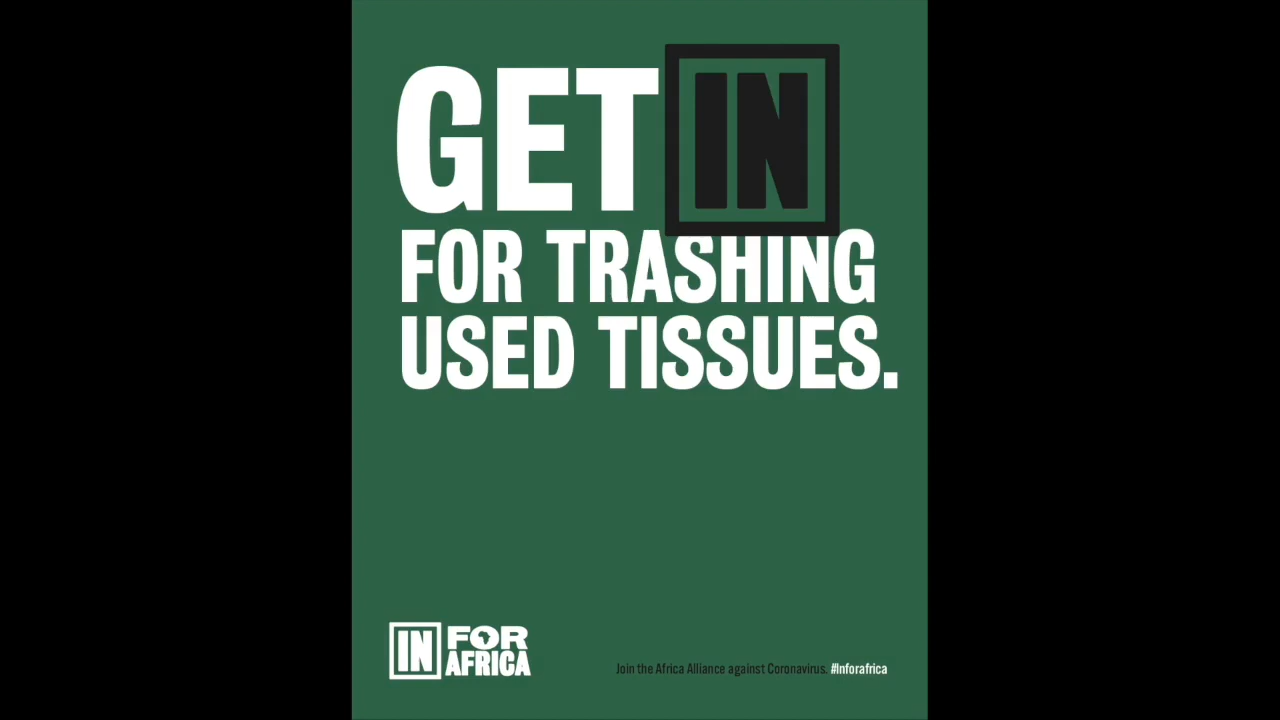 GET IN
FOR TRASHING
USED TISSUES.
IN FOR
AFRICA
Join the Africa Alliance against Coronavirus. #Inforafrica